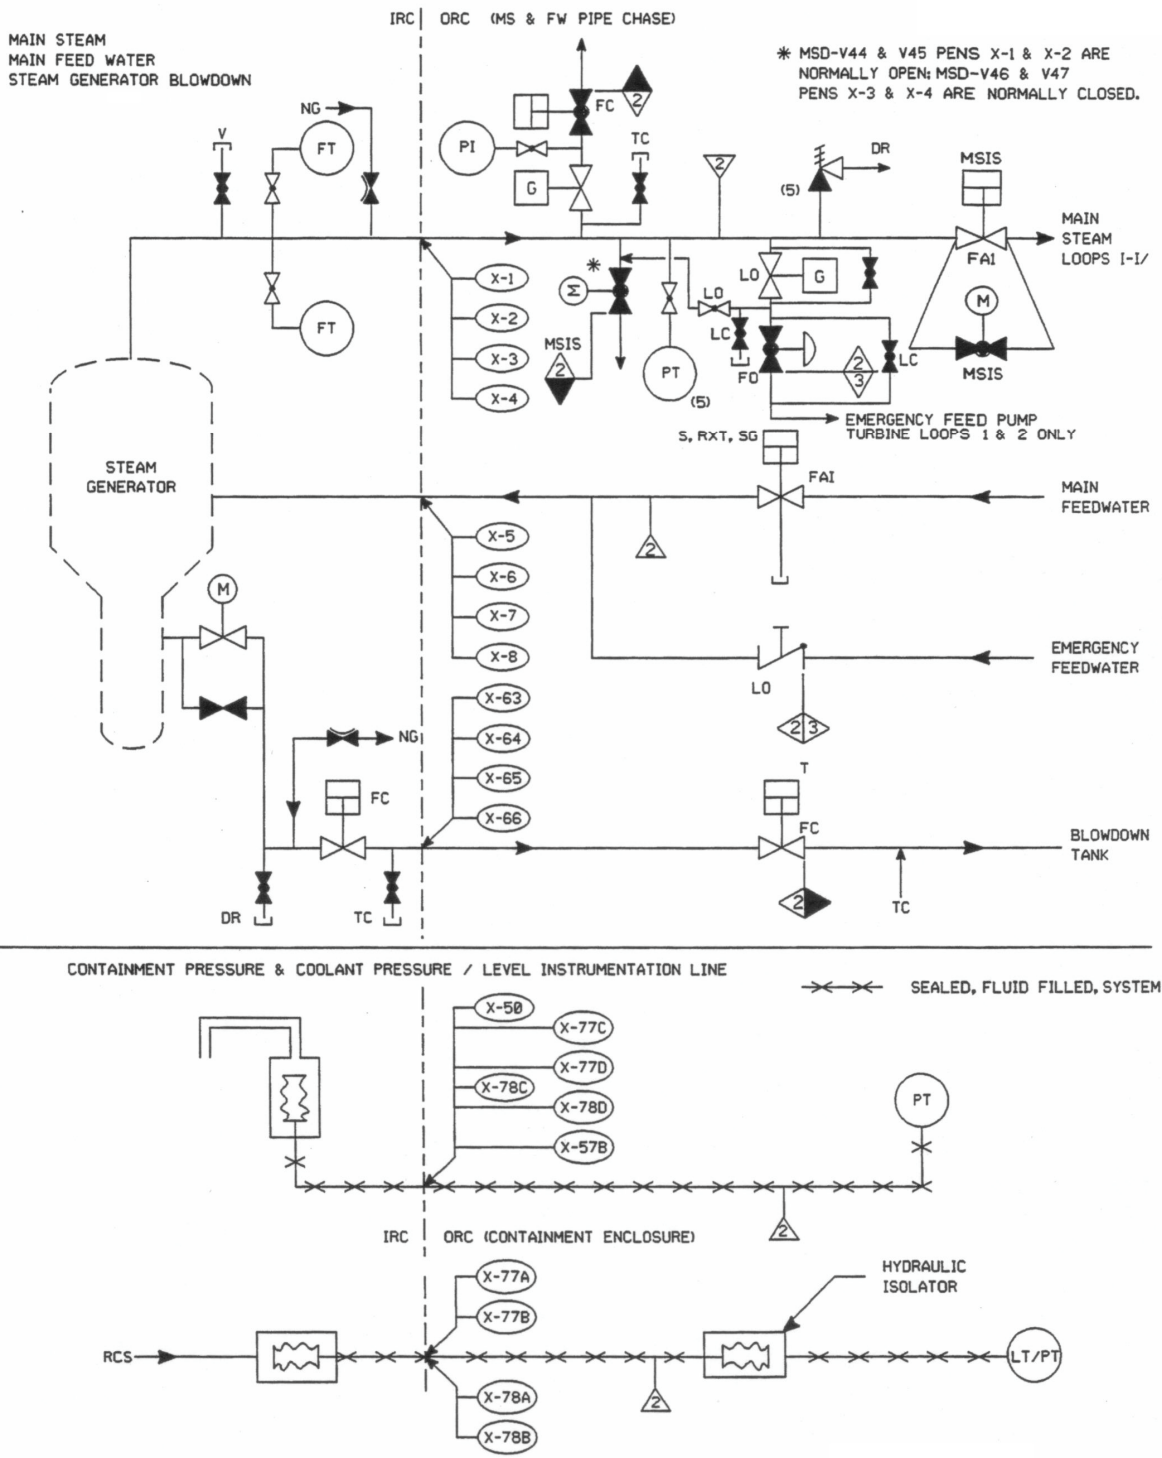 IRC ORC (MS & FW PIPE CHASE)
MAIN STEAM
MAIN FEED WATER
STEAM GENERATOR BLOWDOWN
* MSD-V44 & V45 PENS X-1 & X-2 ARE
NORMALLY OPEN; MSD-V46 & V47
PENS X-3 & X-4 ARE NORMALLY CLOSED.
NG
V
FT
FC
2
TC
PI
G
2
DR
(5)
MSIS
MAIN
STEAM
LOOPS I-I/
FAI
X-1
X-2
X-3
X-4
FT
*
Σ
MSIS
2
LO
LO
G
LC
PT
(5)
FO
2
3
LC
M
MSIS
EMERGENCY FEED PUMP
TURBINE LOOPS 1 & 2 ONLY
S, RXT, SG
FAI
STEAM
GENERATOR
MAIN
FEEDWATER
2
X-5
X-6
X-7
X-8
M
LO
2 3
EMERGENCY
FEEDWATER
X-63
X-64
X-65
X-66
NG
FC
T
FC
2
BLOWDOWN
TANK
DR
TC
TC
CONTAINMENT PRESSURE & COOLANT PRESSURE / LEVEL INSTRUMENTATION LINE
SEALED, FLUID FILLED, SYSTEM
X-50
X-77C
X-77D
X-78C
X-78D
X-57B
PT
2
IRC ORC (CONTAINMENT ENCLOSURE)
X-77A
X-77B
HYDRAULIC
ISOLATOR
RCS
LT/PT
2
X-78A
X-78B